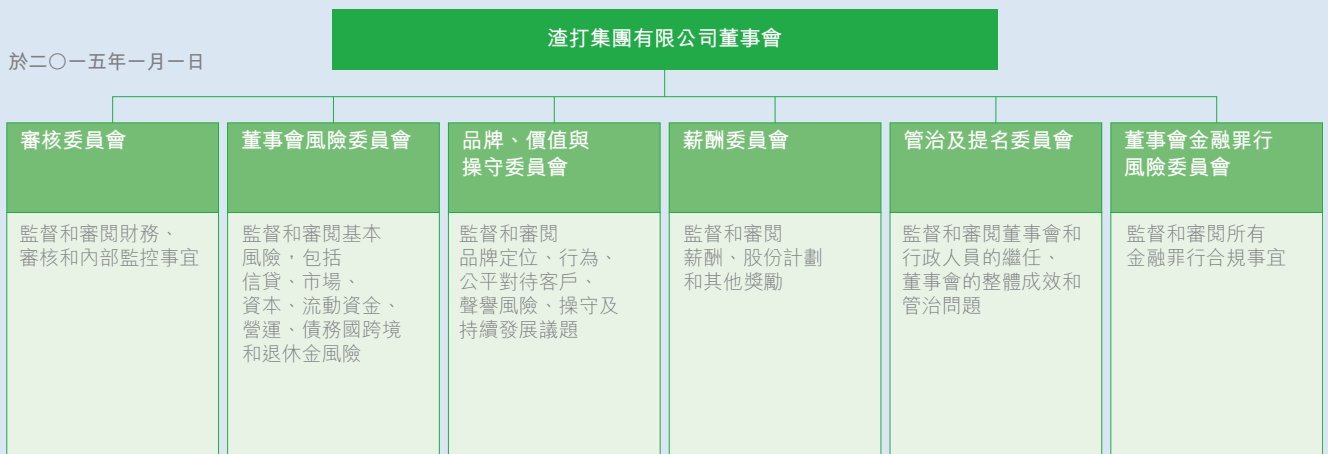 渣打集團有限公司董事會
於二〇一五年一月一日
審核委員會
監督和審閱財務、
審核和內部監控事宜
董事會風險委員會
監督和審閱基本
風險，包括
信貸、市場、
資本、流動資金、
營運、債務國跨境
和退休金風險
品牌、價值與
操守委員會
監督和審閱
品牌定位、行為、
公平對待客戶、
聲譽風險、操守及
持續發展議題
薪酬委員會
監督和審閱
薪酬、股份計劃
和其他獎勵
管治及提名委員會
監督和審閱董事會和
行政人員的繼任、
董事會的整體成效和
管治問題
董事會金融罪行
風險委員會
監督和審閱所有
金融罪行合規事宜